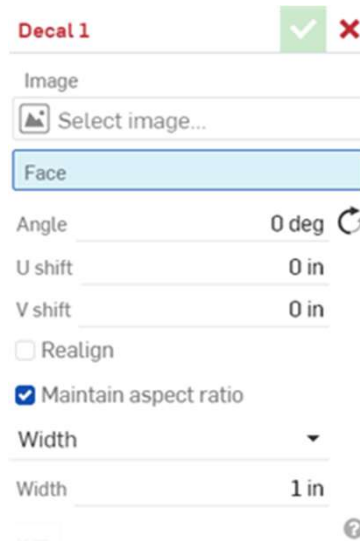 Decal 1
Image
Select image...
Face
Angle 0 deg
U shift 0 in
V shift 0 in
Realign
Maintain aspect ratio
Width
Width 1 in
?